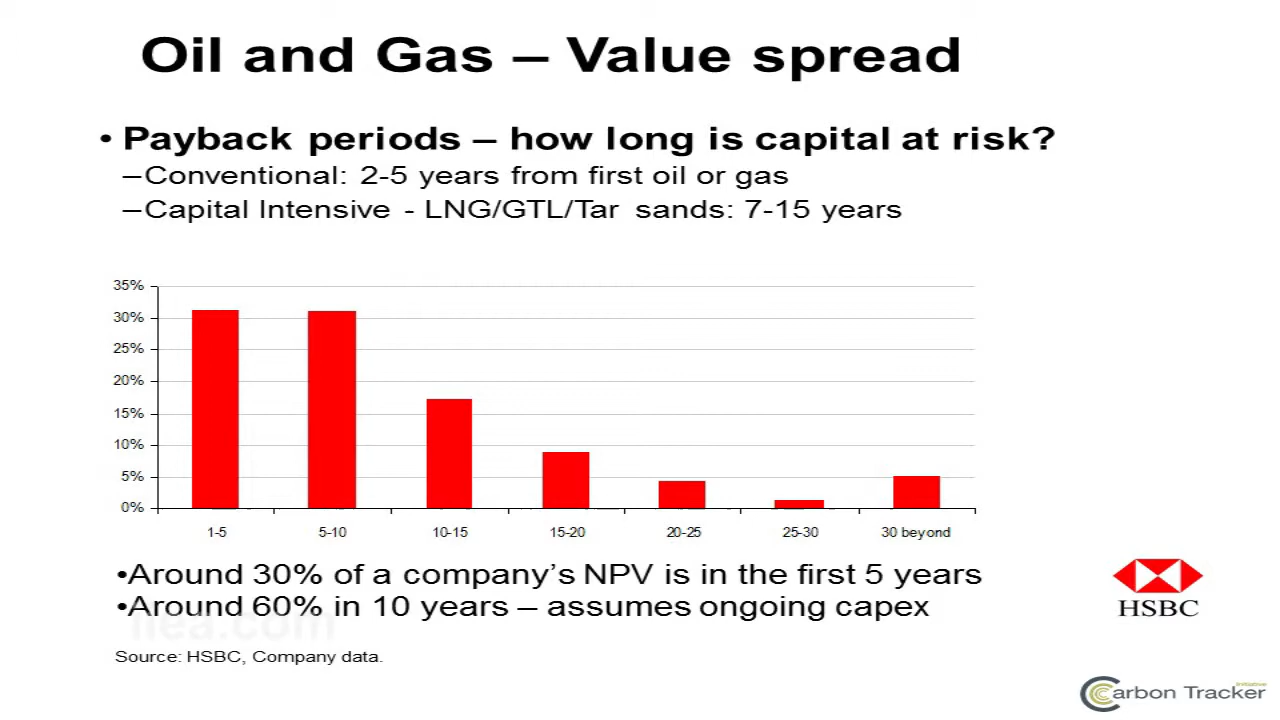 Oil and Gas – Value spread
• Payback periods – how long is capital at risk?
–Conventional: 2-5 years from first oil or gas
–Capital Intensive - LNG/GTL/Tar sands: 7-15 years
35%
30%
25%
20%
15%
10%
5%
0%
1-5 5-10 10-15 15-20 20-25 25-30 30 beyond
•Around 30% of a company’s NPV is in the first 5 years
•Around 60% in 10 years – assumes ongoing capex
HSBC
iiea.com
Source: HSBC, Company data.
Carbon Tracker
Initiative